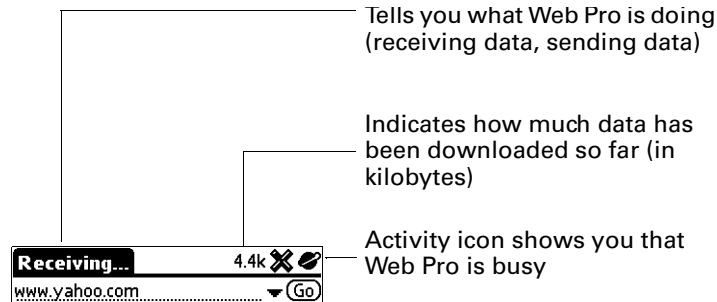 Tells you what Web Pro is doing
(receiving data, sending data)
Indicates how much data has
been downloaded so far (in
kilobytes)
Activity icon shows you that
Web Pro is busy
Receiving... 4.4k
www.yahoo.com Go